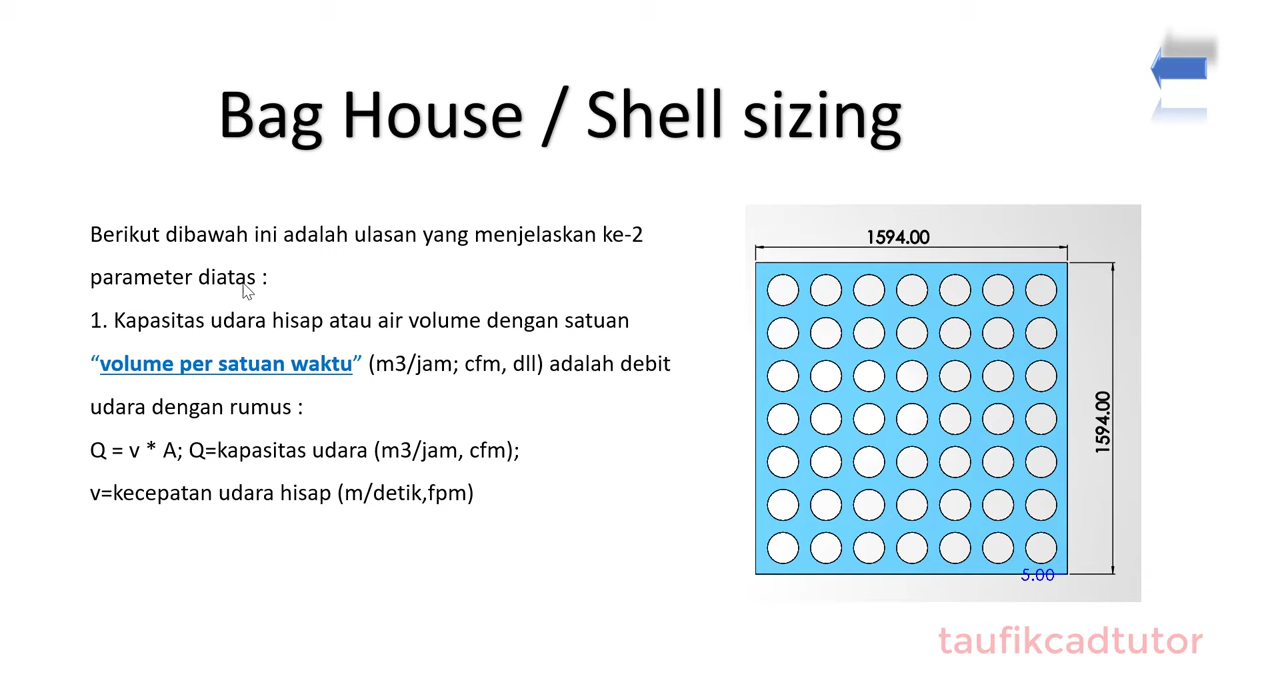 Bag House / Shell sizing
Berikut dibawah ini adalah ulasan yang menjelaskan ke-2
parameter diatas :
1. Kapasitas udara hisap atau air volume dengan satuan
“volume per satuan waktu” (m3/jam; cfm, dll) adalah debit
udara dengan rumus :
Q = v * A; Q=kapasitas udara (m3/jam, cfm);
v=kecepatan udara hisap (m/detik,fpm)
1594.00
1594.00
5.00
taufikcadtutor